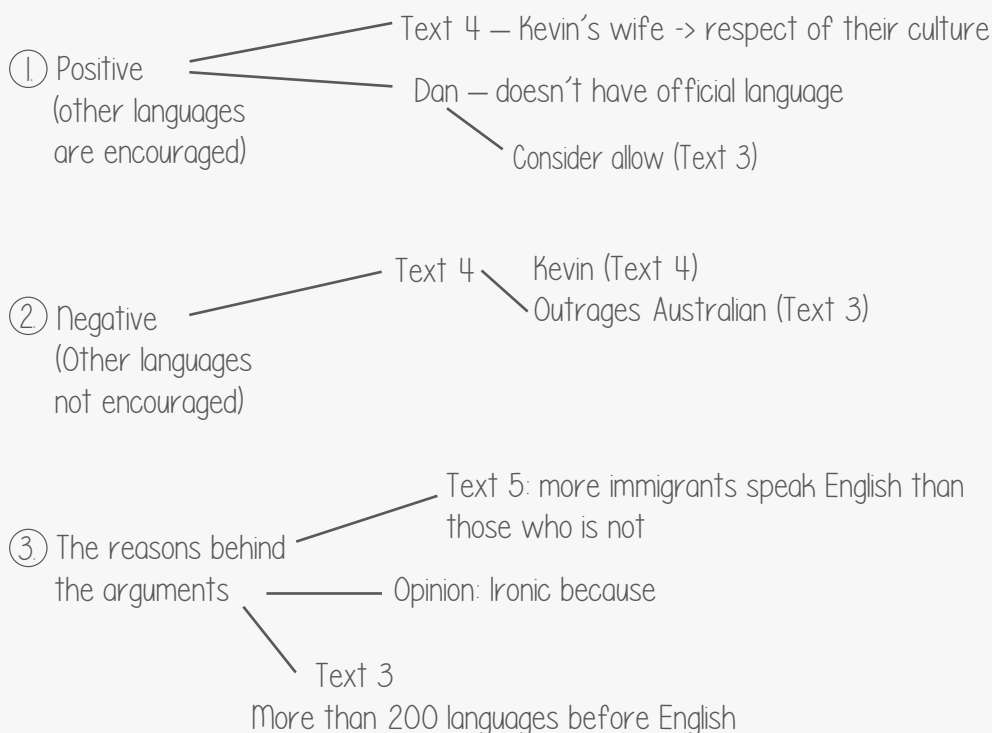 Text 4 – Kevin's wife -> respect of their culture
1. Positive
(other languages
are encouraged)
Dan – doesn't have official language
Consider allow (Text 3)
Text 4
Kevin (Text 4)
Outrages Australian (Text 3)
2. Negative
(Other languages
not encouraged)
Text 5: more immigrants speak English than
those who is not
3. The reasons behind
the arguments
Opinion: Ironic because
Text 3
More than 200 languages before English